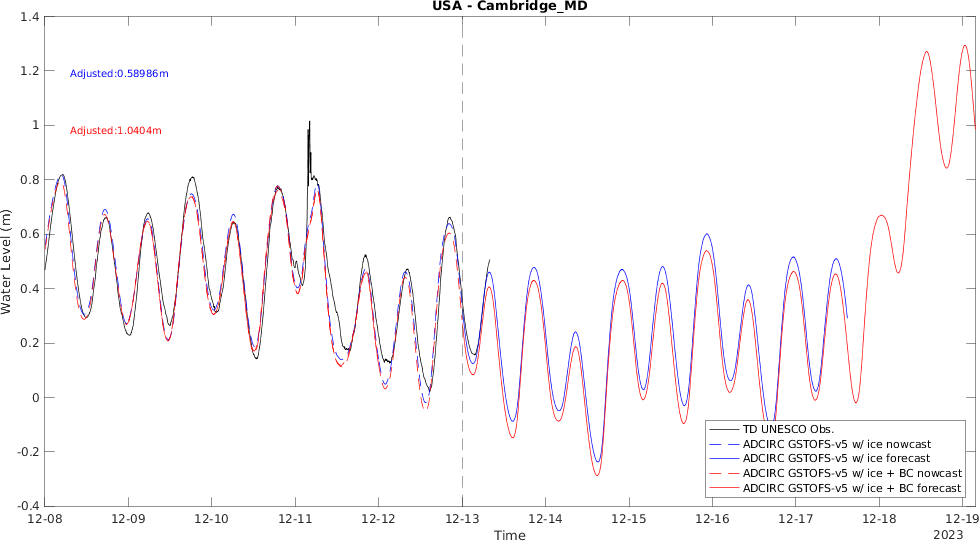 USA - Cambridge_MD
1.4
1.2
1
0.8
0.6
0.4
0.2
0
-0.2
-0.4
Water Level (m)
Adjusted:0.58986m
Adjusted:1.0404m
TD UNESCO Obs.
ADCIRC GSTOFS-v5 w/ ice nowcast
ADCIRC GSTOFS-v5 w/ ice forecast
ADCIRC GSTOFS-v5 w/ ice + BC nowcast
ADCIRC GSTOFS-v5 w/ ice + BC forecast
12-08 12-09 12-10 12-11 12-12 12-13 12-14 12-15 12-16 12-17 12-18 12-19
Time 2023